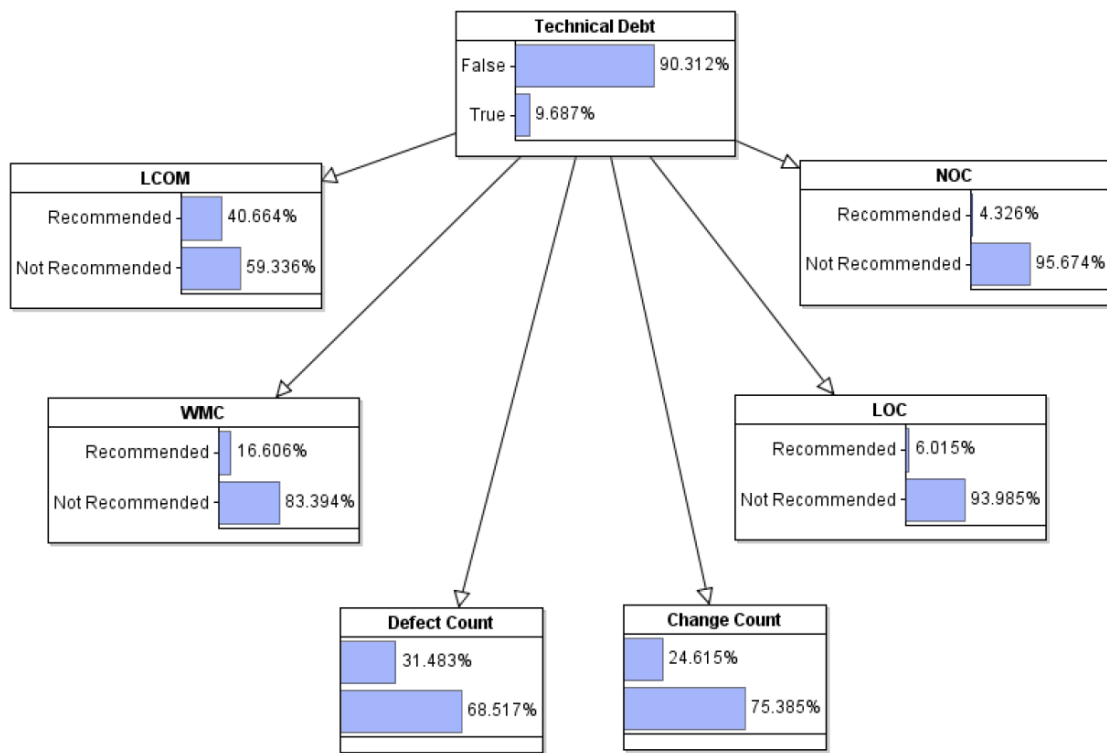 Technical Debt
False 90.312%
True 9.687%
LCOM
Recommended 40.664%
Not Recommended 59.336%
NOC
Recommended 4.326%
Not Recommended 95.674%
WMC
Recommended 16.606%
Not Recommended 83.394%
LOC
Recommended 6.015%
Not Recommended 93.985%
Defect Count
31.483%
68.517%
Change Count
24.615%
75.385%